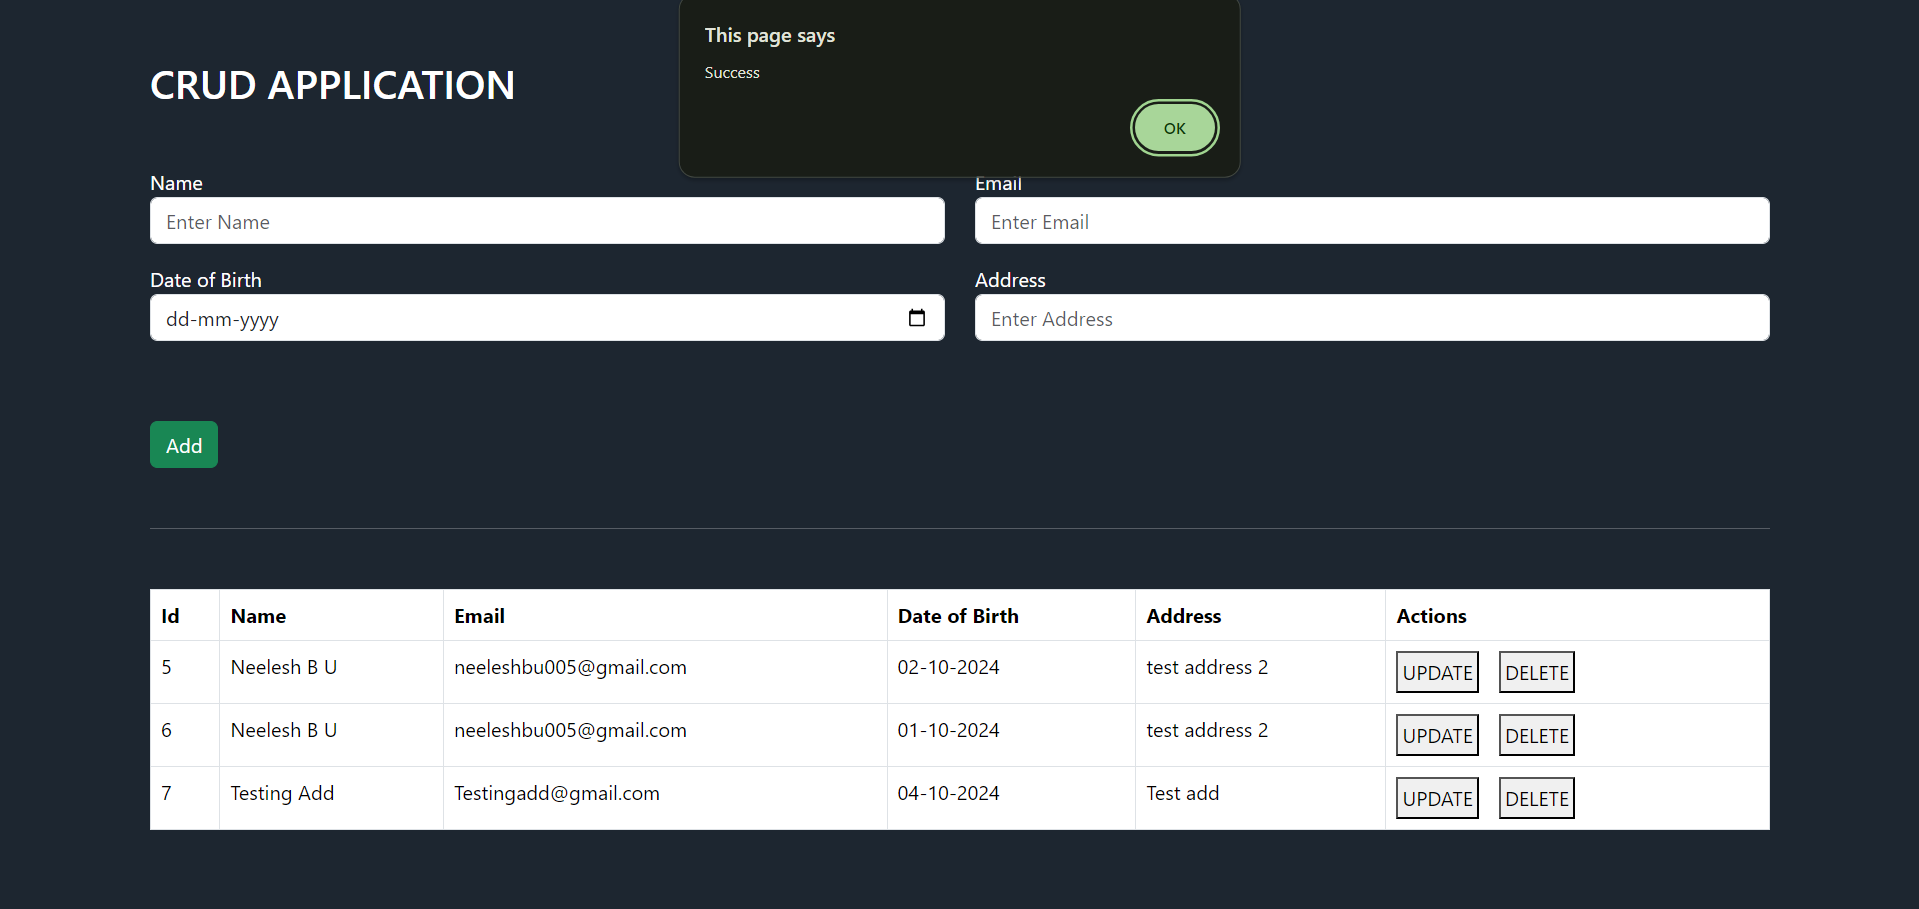 This page says
Success
OK
CRUD APPLICATION
Name
Email
Enter Name
Enter Email
Date of Birth
Address
dd-mm-yyyy
Enter Address
Add
Id Name Email Date of Birth Address Actions
5 Neelesh B U neeleshbu005@gmail.com 02-10-2024 test address 2 UPDATE DELETE
6 Neelesh B U neeleshbu005@gmail.com 01-10-2024 test address 2 UPDATE DELETE
7 Testing Add Testingadd@gmail.com 04-10-2024 Test add UPDATE DELETE